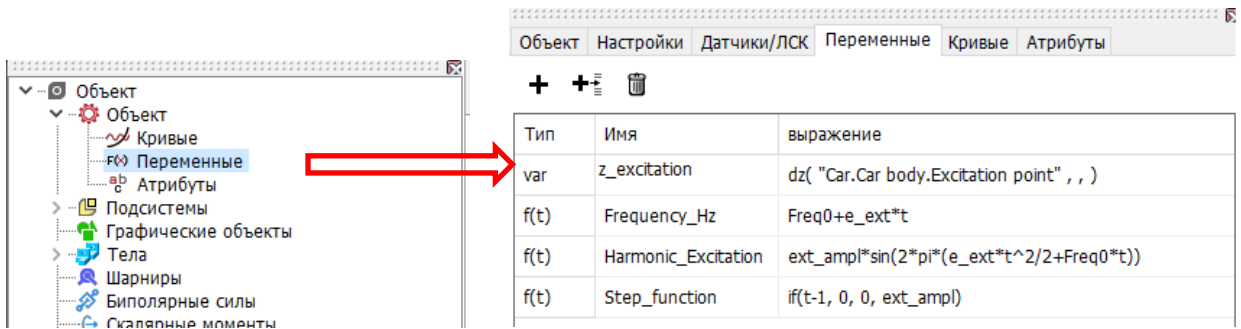 Объект
Объект
Кривые
F(x) Переменные
Атрибуты
Подсистемы
Графические объекты
Тела
Шарниры
Биполярные силы
Скалярные моменты
Объект Настройки Датчики/ЛСК Переменные Кривые Атрибуты
Тип Имя выражение
var z_excitation dz( "Car.Car body.Excitation point" , , )
f(t) Frequency_Hz Freq0+e_ext*t
f(t) Harmonic_Excitation ext_ampl*sin(2*pi*(e_ext*t^2/2+Freq0*t))
f(t) Step_function if(t-1, 0, 0, ext_ampl)